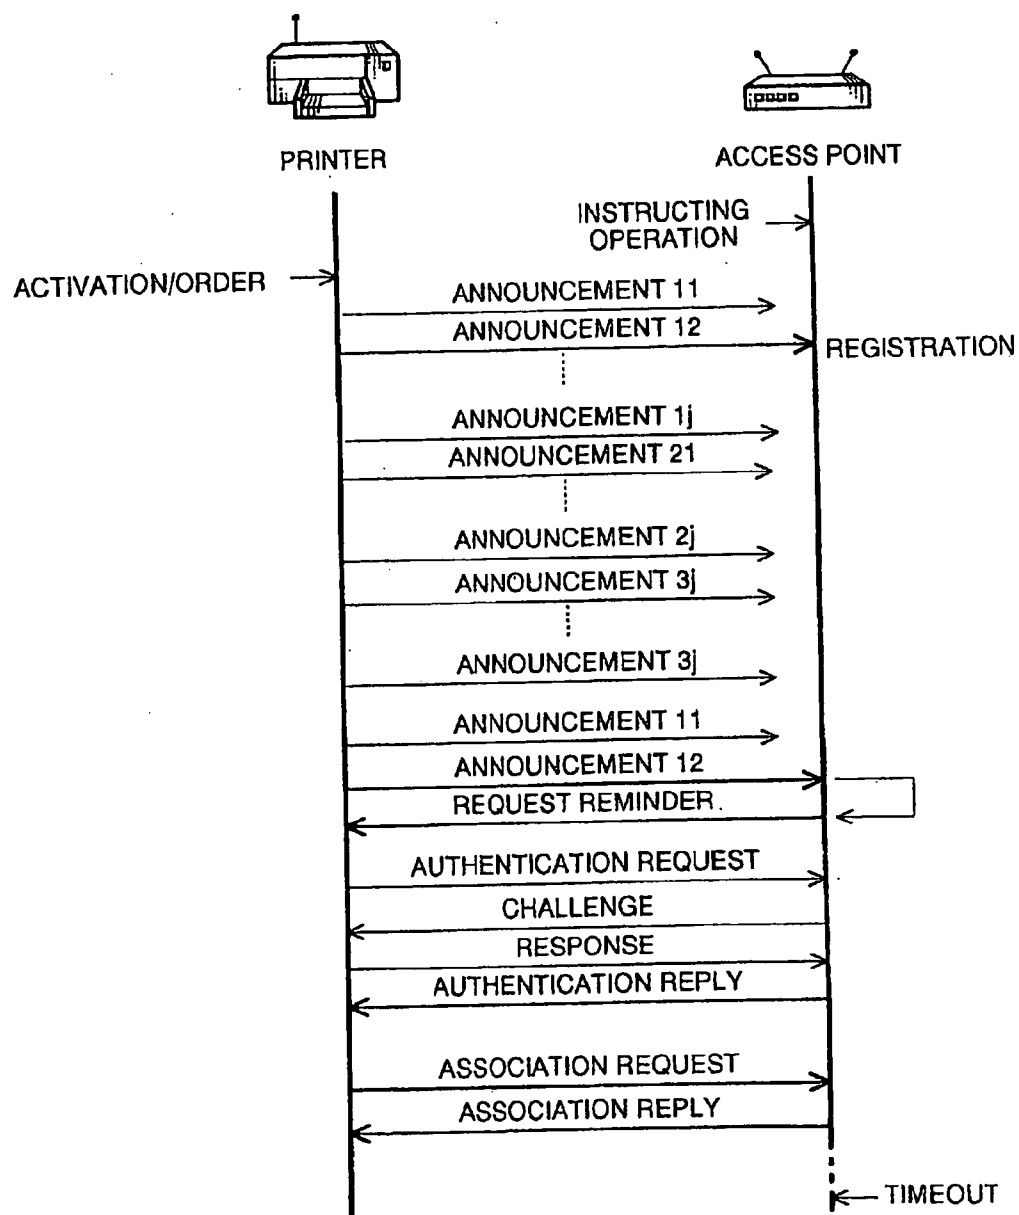 PRINTER
ACCESS POINT
INSTRUCTING
OPERATION
ACTIVATION/ORDER
ANNOUNCEMENT 11
ANNOUNCEMENT 12
REGISTRATION
ANNOUNCEMENT 1j
ANNOUNCEMENT 21
ANNOUNCEMENT 2j
ANNOUNCEMENT 3j
ANNOUNCEMENT 3j
ANNOUNCEMENT 11
ANNOUNCEMENT 12
REQUEST REMINDER
AUTHENTICATION REQUEST
CHALLENGE
RESPONSE
AUTHENTICATION REPLY
ASSOCIATION REQUEST
ASSOCIATION REPLY
TIMEOUT